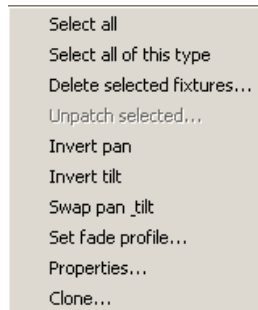 Select all
Select all of this type
Delete selected fixtures...
Unpatch selected...
Invert pan
Invert tilt
Swap pan _tilt
Set fade profile...
Properties...
Clone...